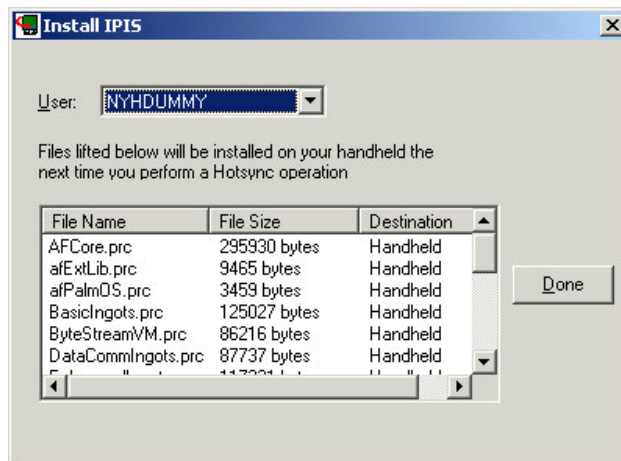 Install IPIS
User: NYHDUMMY
Files lifted below will be installed on your handheld the
next time you perform a Hotsync operation
File Name File Size Destination
AFCore.prc 295930 bytes Handheld
afExtLib.prc 9465 bytes Handheld
afPalmOS.prc 3459 bytes Handheld
BasicIngots.prc 125027 bytes Handheld
ByteStreamVM.prc 86216 bytes Handheld
DataCommIngots.prc 87737 bytes Handheld
Done